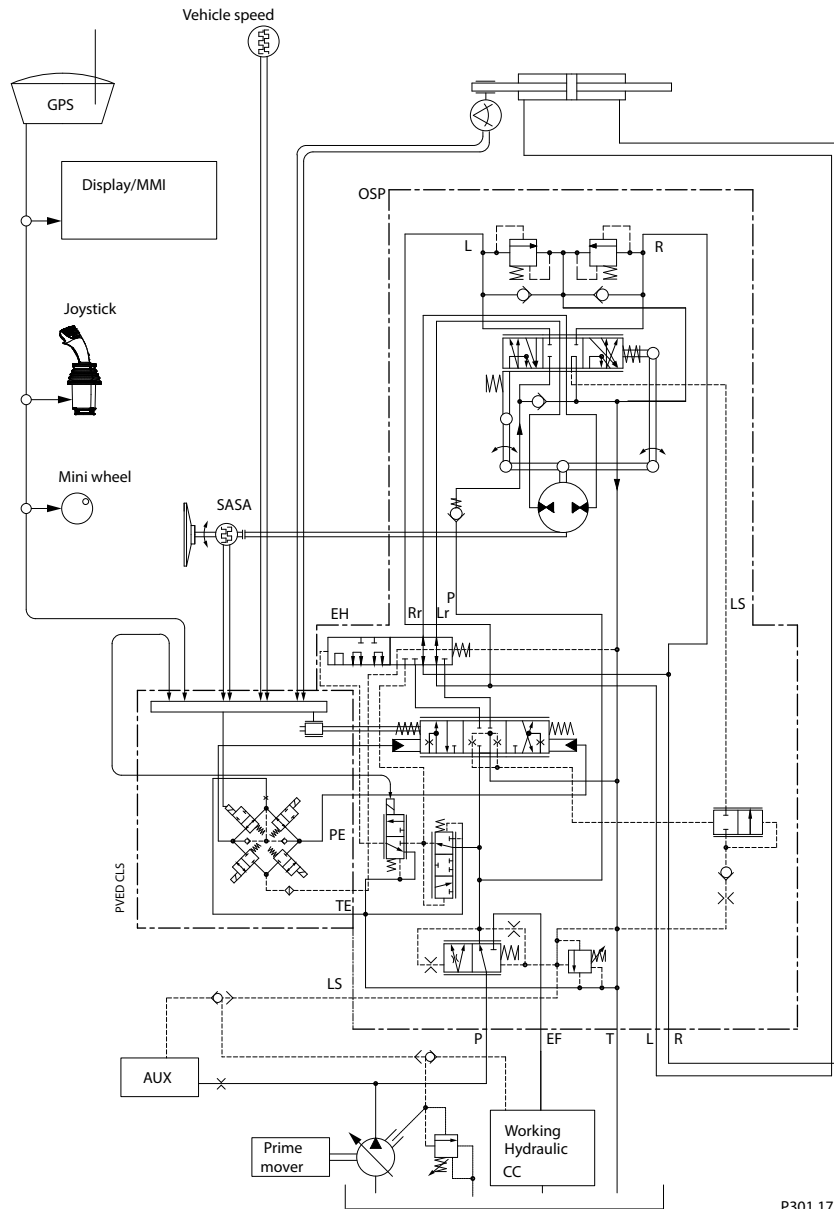 Vehicle speed
GPS
Display/MMI
OSP
L
R
Joystick
Mini wheel
SASA
P
LS
EH
Rr
Lr
PE
PVED CLS
TE
LS
P
EF
T
L
R
AUX
Prime
mover
Working
Hydraulic
CC
P301 17